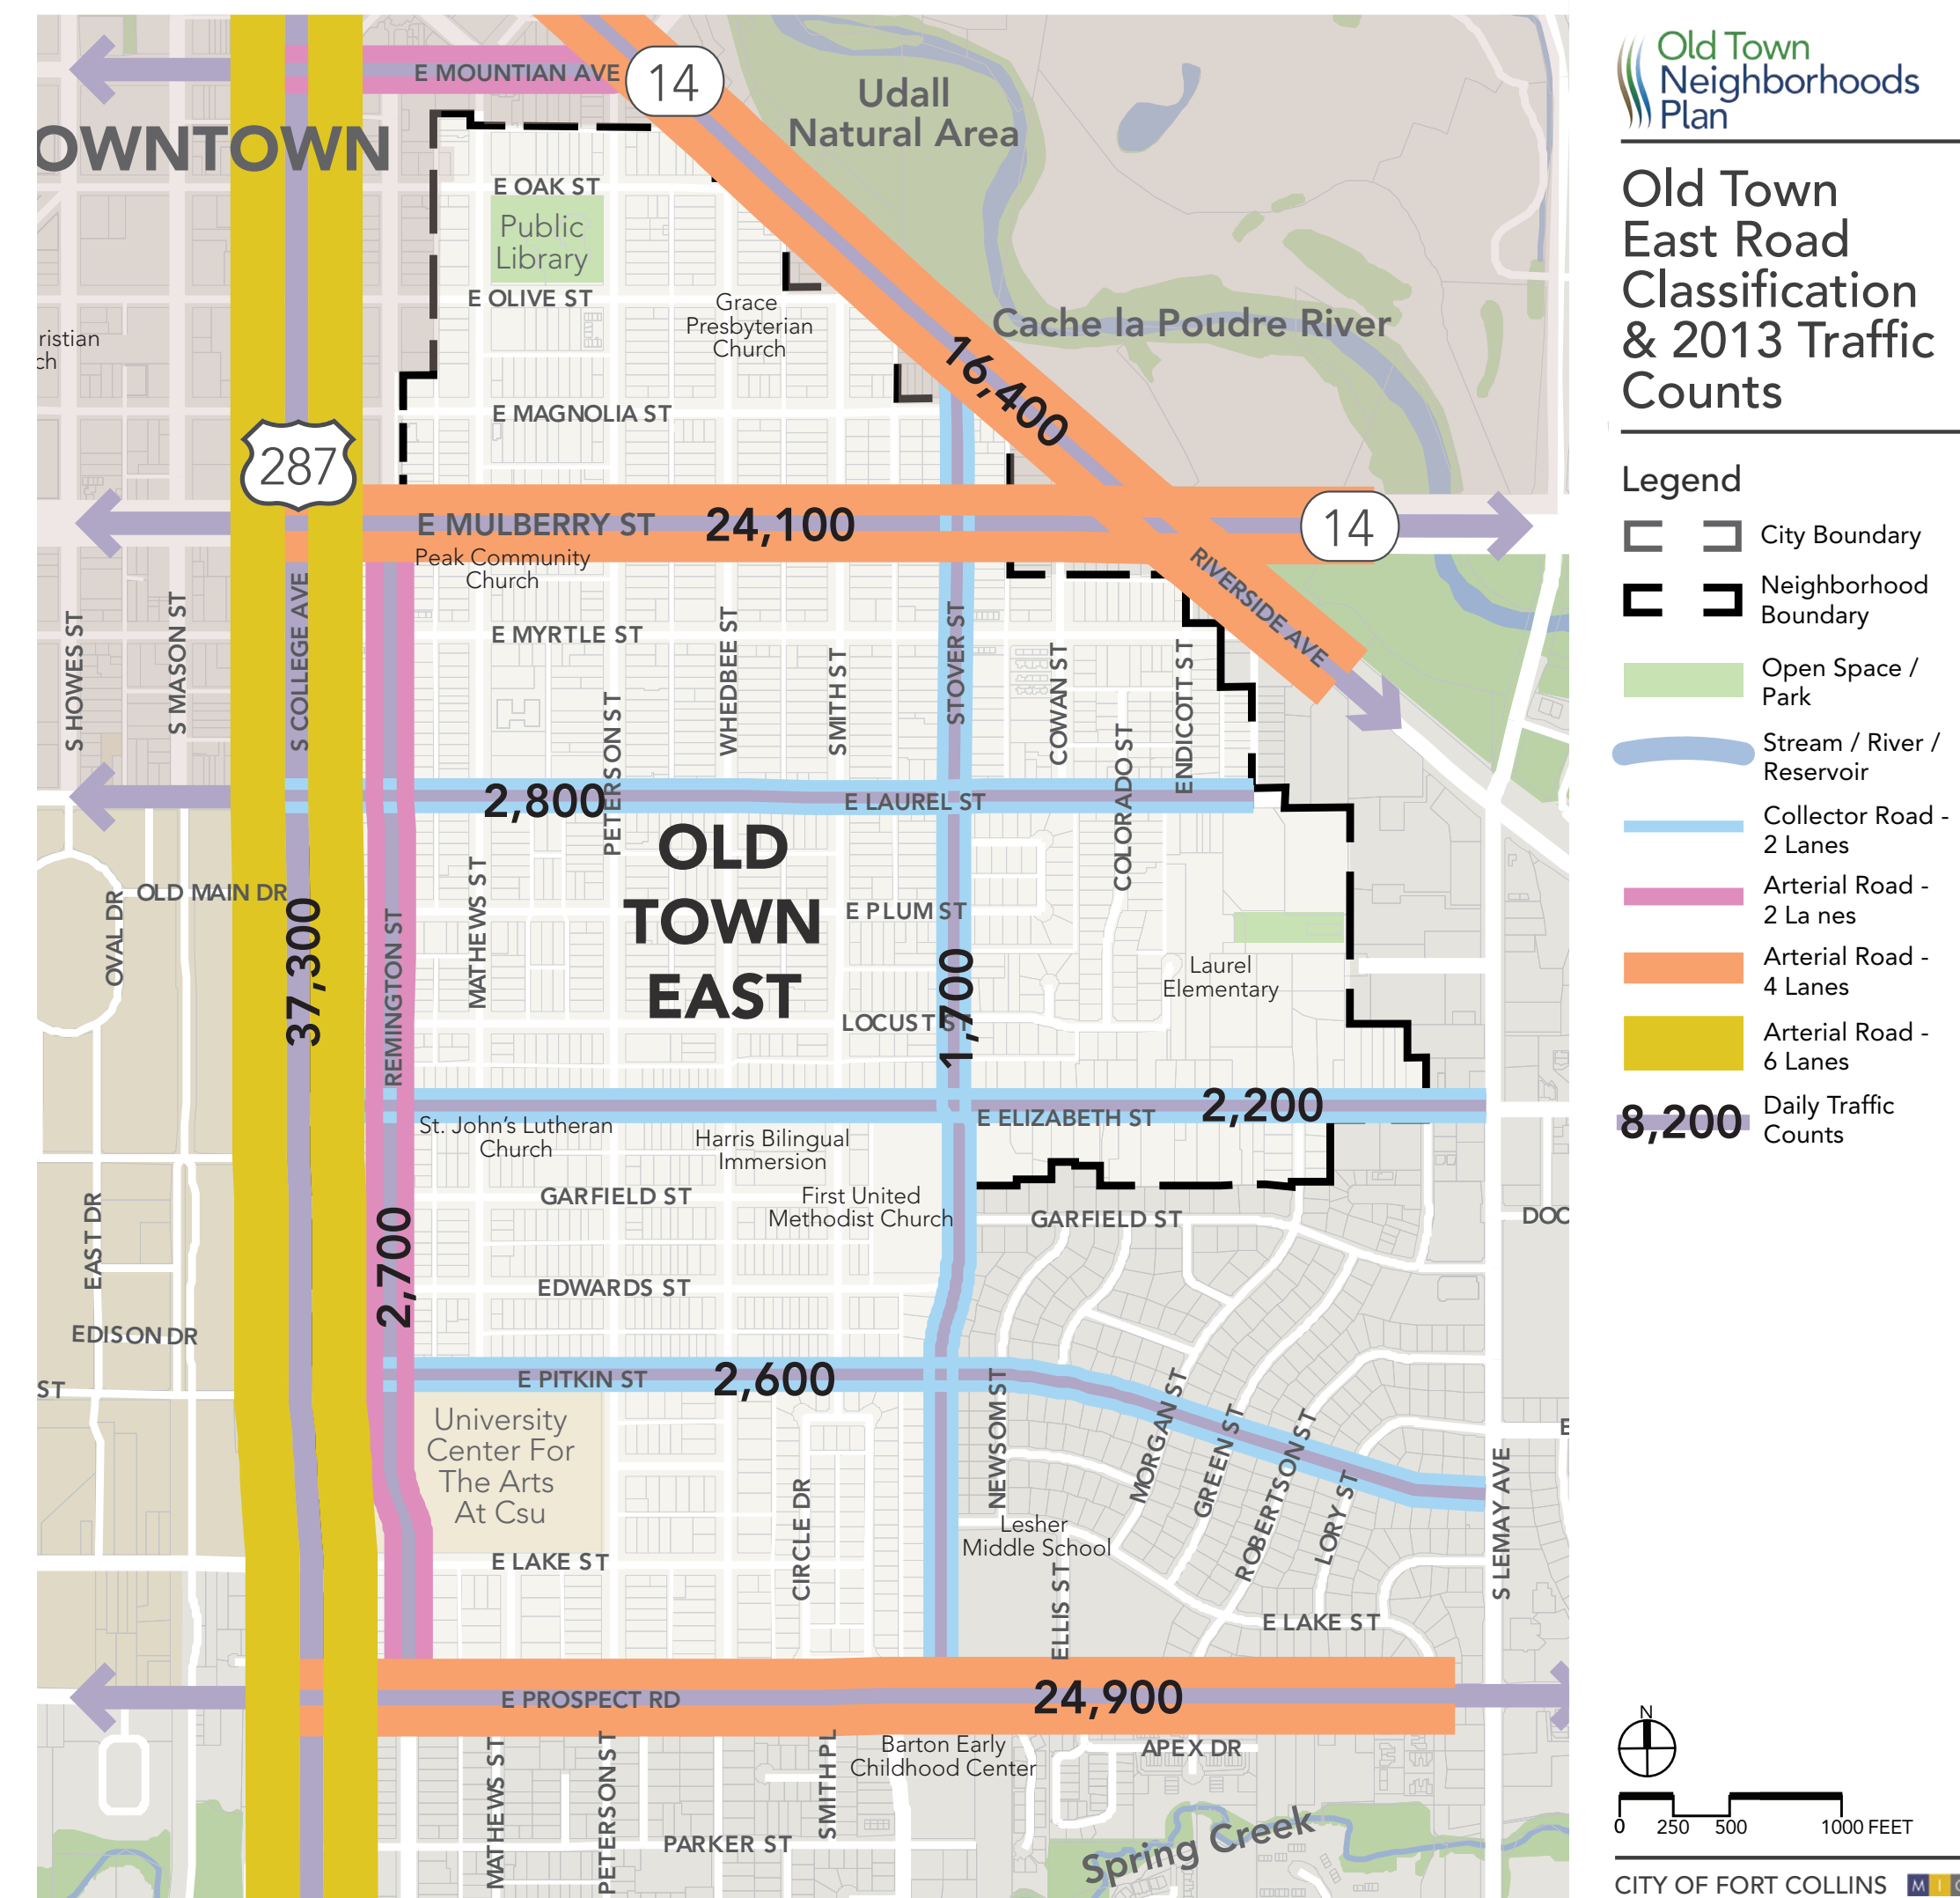 E MOUNTIAN AVE
14
OWNTOWN
Udall
Natural Area
E OAK ST
Public
Library
E OLIVE ST
Grace
Presbyterian
Church
ristian
ch
Cache la Poudre River
16,400
E MAGNOLIA ST
287
E MULBERRY ST
24,100
14
Peak Community
Church
RIVERSIDE AVE
S HOWES ST
S MASON ST
S COLLEGE AVE
E MYRTLE ST
PETERSON ST
WHEDBEE ST
SMITH ST
STOVER ST
COWAN ST
COLORADO ST
ENDICOTT ST
2,800
E LAUREL ST
OLD
TOWN
EAST
OLD MAIN DR
OVAL DR
37,300
REMINGTON ST
MATHEWS ST
E PLUM ST
1,700
Laurel
Elementary
LOCUST ST
E ELIZABETH ST
2,200
St. John's Lutheran
Church
Harris Bilingual
Immersion
GARFIELD ST
First United
Methodist Church
GARFIELD ST
DOC
EAST DR
2,700
EDWARDS ST
EDISON DR
ST
E PITKIN ST
2,600
University
Center For
The Arts
At Csu
CIRCLE DR
NEWSOM ST
MORGAN ST
GREEN ST
ROBERTSON ST
LORY ST
S LEMAY AVE
E
Lesher
Middle School
E LAKE ST
ELLIS ST
E LAKE ST
E PROSPECT RD
24,900
Barton Early
Childhood Center
APEX DR
MATHEWS ST
PETERSON ST
SMITH PL
PARKER ST
Spring Creek
Old Town
Neighborhoods
Plan
Old Town
East Road
Classification
& 2013 Traffic
Counts
Legend
City Boundary
Neighborhood
Boundary
Open Space /
Park
Stream / River /
Reservoir
Collector Road -
2 Lanes
Arterial Road -
2 La nes
Arterial Road -
4 Lanes
Arterial Road -
6 Lanes
8,200
Daily Traffic
Counts
N
0 250 500 1000 FEET
CITY OF FORT COLLINS M I